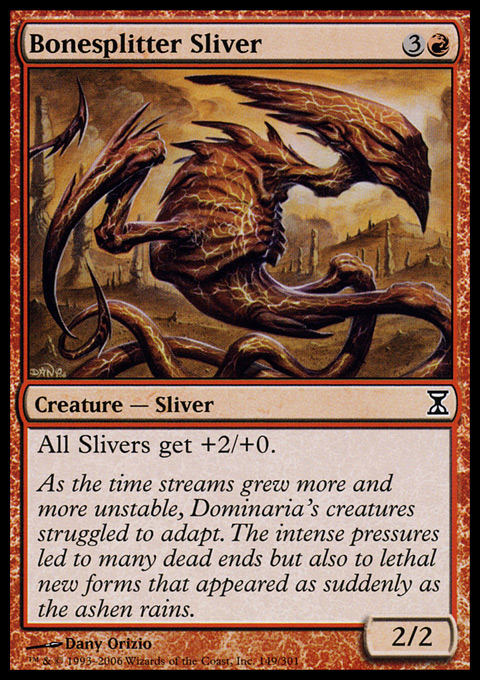 Bonesplitter Sliver 3
DANO.
Creature — Sliver
All Slivers get +2/+0.
As the time streams grew more and
more unstable, Dominaria's creatures
struggled to adapt. The intense pressures
led to many dead ends but also to lethal
new forms that appeared as suddenly as
the ashen rains.
Dany Orizio
2/2
™ & © 1993–2006 Wizards of the Coast, Inc. 149/301